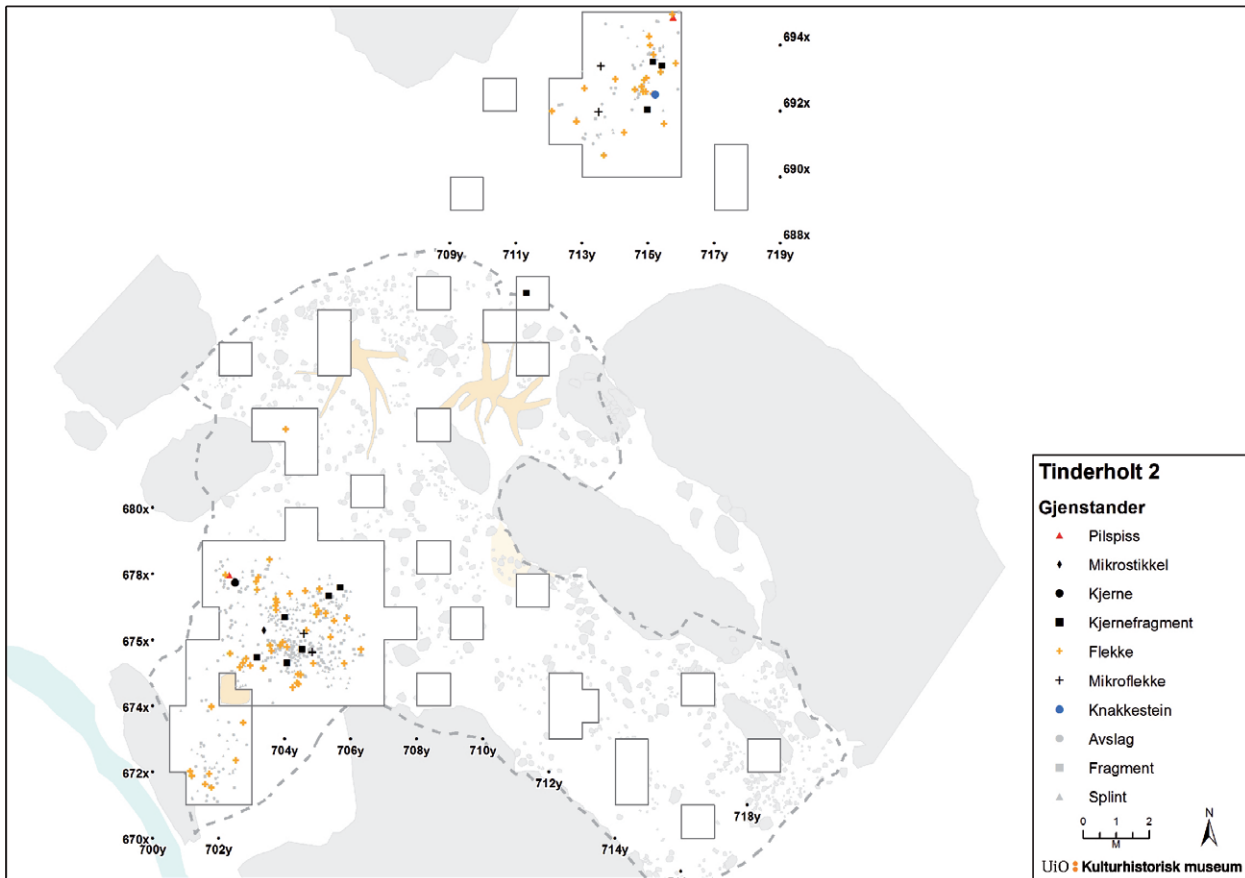 694x
692x
690x
688x
709y 711y 713y 715y 717y 719y
680x
678x
675x
674x
704y 706y 708y 710y
672x
712y
718y
670x
700y 702y
714y
Tinderholt 2
Gjenstander
Pilspiss
Mikrostikkel
Kjerne
Kjernefragment
Flekke
Mikroflekke
Knakkestein
Avslag
Fragment
Splint
N
0 1 2
M
UiO Kulturhistorisk museum